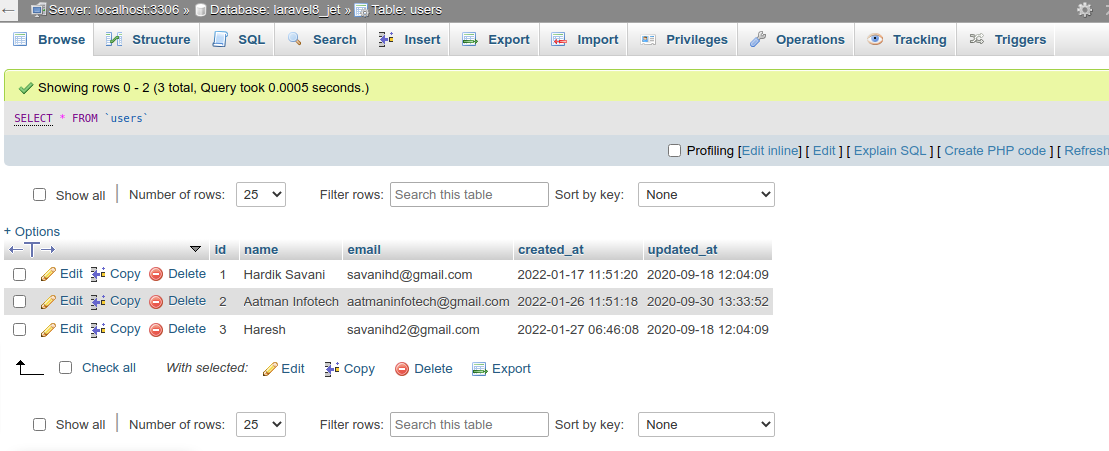 Server: localhost:3306 » Database: laravel8_jet » Table: users
Browse Structure SQL Search Insert Export Import Privileges Operations Tracking Triggers
Showing rows 0 - 2 (3 total, Query took 0.0005 seconds.)
SELECT * FROM `users`
Profiling [Edit inline] [ Edit ] [ Explain SQL ] [ Create PHP code ] [ Refresh
Show all Number of rows: 25 Filter rows: Search this table Sort by key: None
+ Options
id name email created_at updated_at
Edit Copy Delete 1 Hardik Savani savanihd@gmail.com 2022-01-17 11:51:20 2020-09-18 12:04:09
Edit Copy Delete 2 Aatman Infotech aatmaninfotech@gmail.com 2022-01-26 11:51:18 2020-09-30 13:33:52
Edit Copy Delete 3 Haresh savanihd2@gmail.com 2022-01-27 06:46:08 2020-09-18 12:04:09
Check all With selected: Edit Copy Delete Export
Show all Number of rows: 25 Filter rows: Search this table Sort by key: None